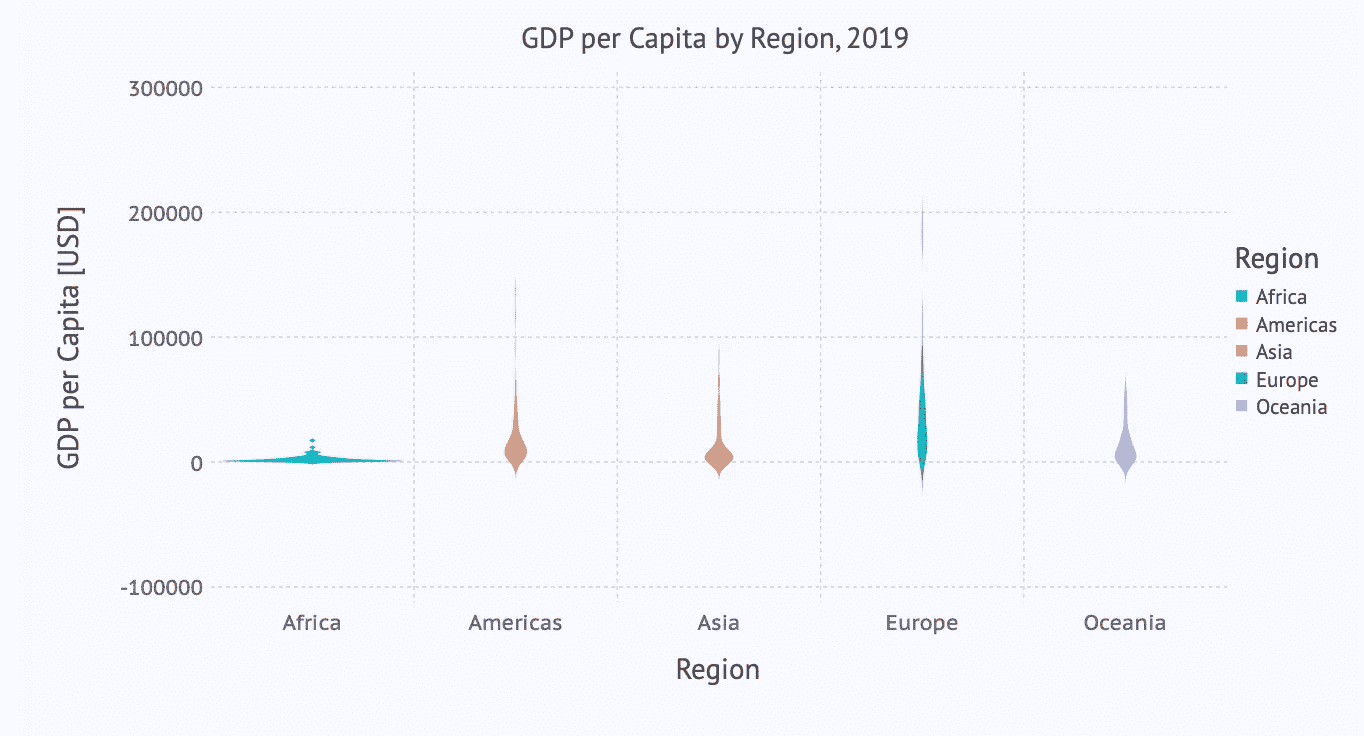 GDP per Capita by Region, 2019
300000
200000
100000
0
-100000
GDP per Capita [USD]
Africa Americas Asia Europe Oceania
Region
Region
Africa
Americas
Asia
Europe
Oceania